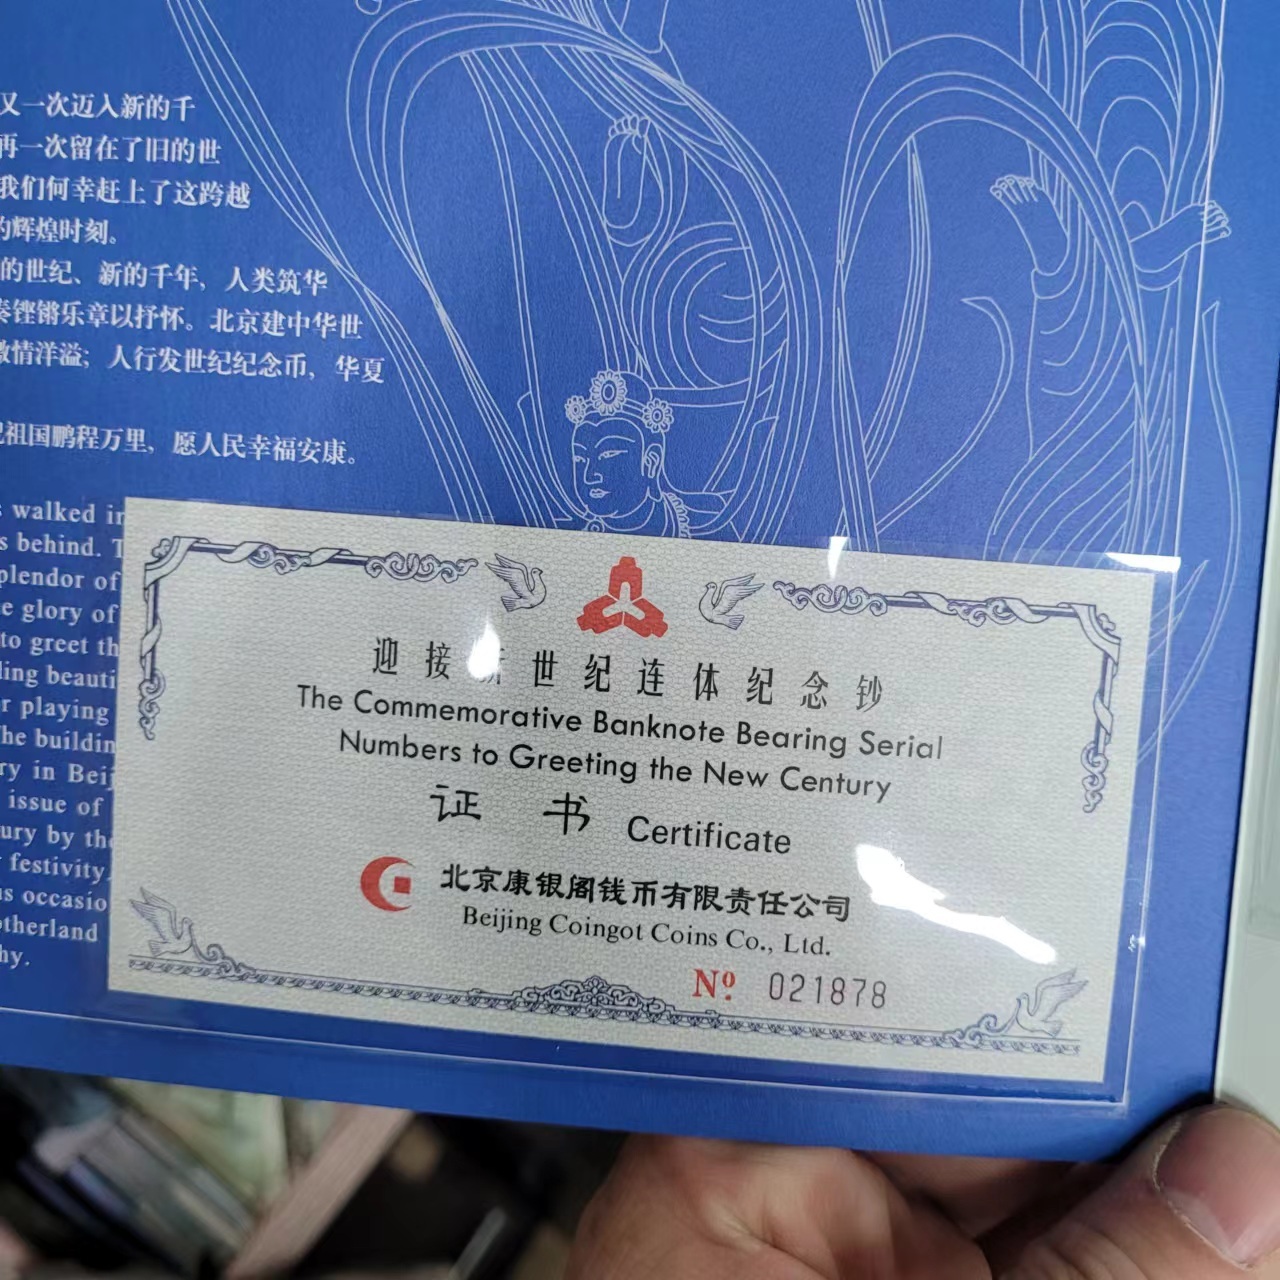 又一次迈入新的千
再一次留在了旧的世
我们何幸赶上了这跨越
的辉煌时刻。
的世纪、新的千年，人类筑华
奏铿锵乐章以抒怀。北京建中华世
激情洋溢；人行发世纪纪念币，华夏
祖国鹏程万里，愿人民幸福安康。
walked in
s behind. T
plendor of
e glory of
to greet th
ling beauti
r playing
he buildin
ry in Beij
issue of
ury by the
festivity
us occasio
otherland
hy.
迎接新世纪连体纪念钞
The Commemorative Banknote Bearing Serial
Numbers to Greeting the New Century
证书 Certificate
北京康银阁钱币有限责任公司
Beijing Coingot Coins Co., Ltd.
Nº. 021878